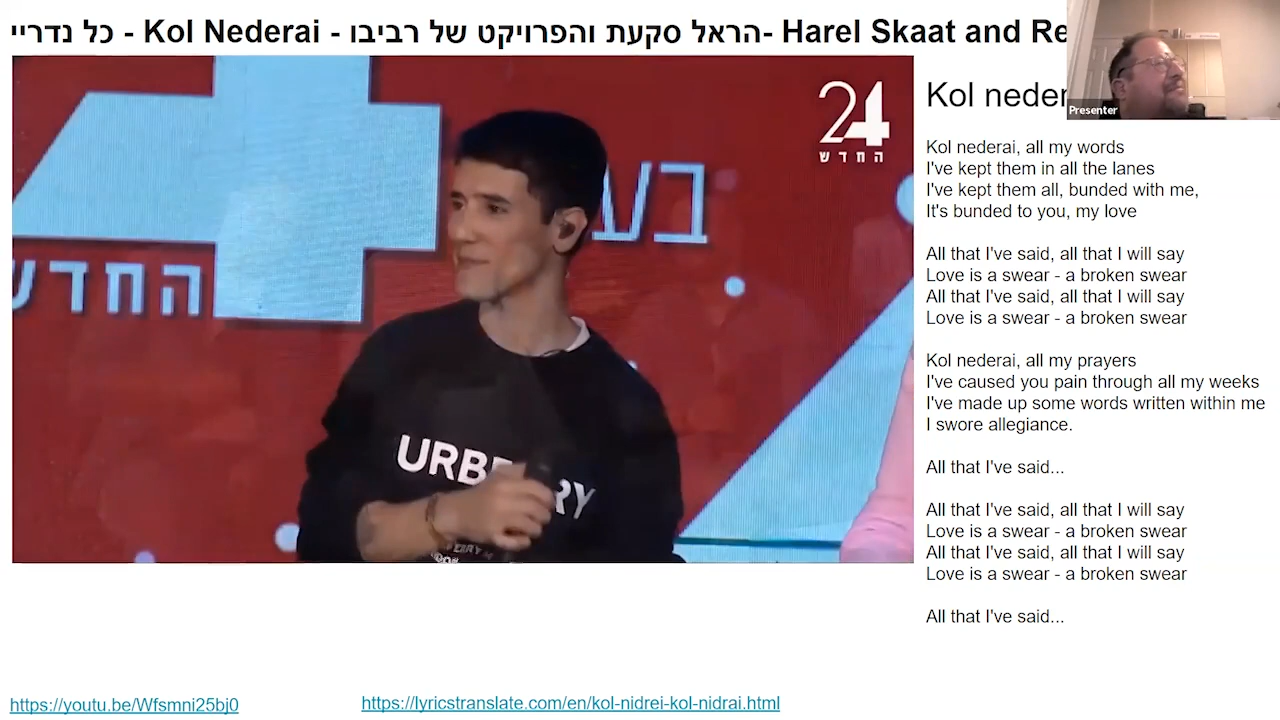 כל נדריי - Kol Nederai - הראל סקעת והפרויקט של רביבו- Harel Skaat and Re
Presenter
24
החדש
בע
החדש
URBERRY
Kol neder
Kol nederai, all my words
I've kept them in all the lanes
I've kept them all, bunded with me,
It's bunded to you, my love
All that I've said, all that I will say
Love is a swear - a broken swear
All that I've said, all that I will say
Love is a swear - a broken swear
Kol nederai, all my prayers
I've caused you pain through all my weeks
I've made up some words written within me
I swore allegiance.
All that I've said...
All that I've said, all that I will say
Love is a swear - a broken swear
All that I've said, all that I will say
Love is a swear - a broken swear
All that I've said...
https://youtu.be/Wfsmni25bj0
https://lyricstranslate.com/en/kol-nidrei-kol-nidrai.html